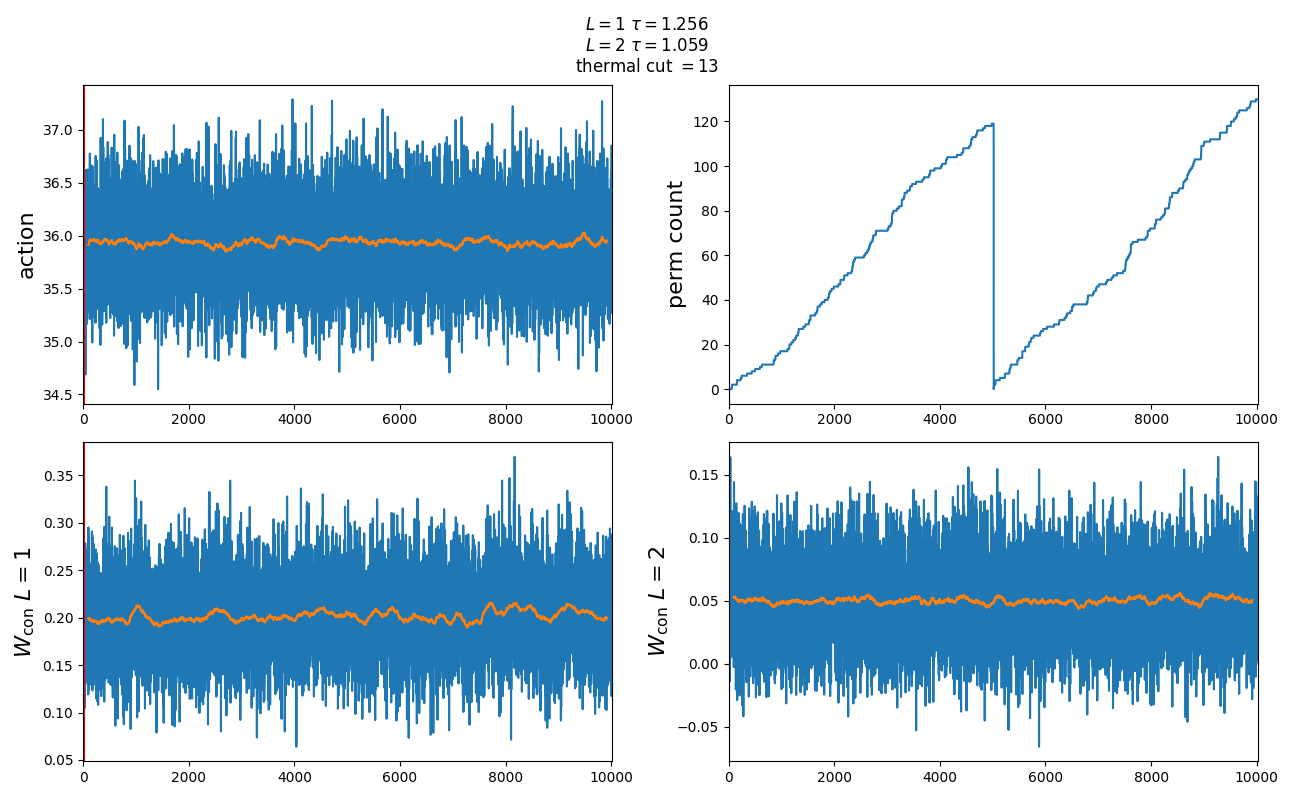 L = 1 τ = 1.256
L = 2 τ = 1.059
thermal cut = 13
action
37.0
36.5
36.0
35.5
35.0
34.5
0 2000 4000 6000 8000 10000
perm count
120
100
80
60
40
20
0
0 2000 4000 6000 8000 10000
W_con L = 1
0.35
0.30
0.25
0.20
0.15
0.10
0.05
0 2000 4000 6000 8000 10000
W_con L = 2
0.15
0.10
0.05
0.00
−0.05
0 2000 4000 6000 8000 10000